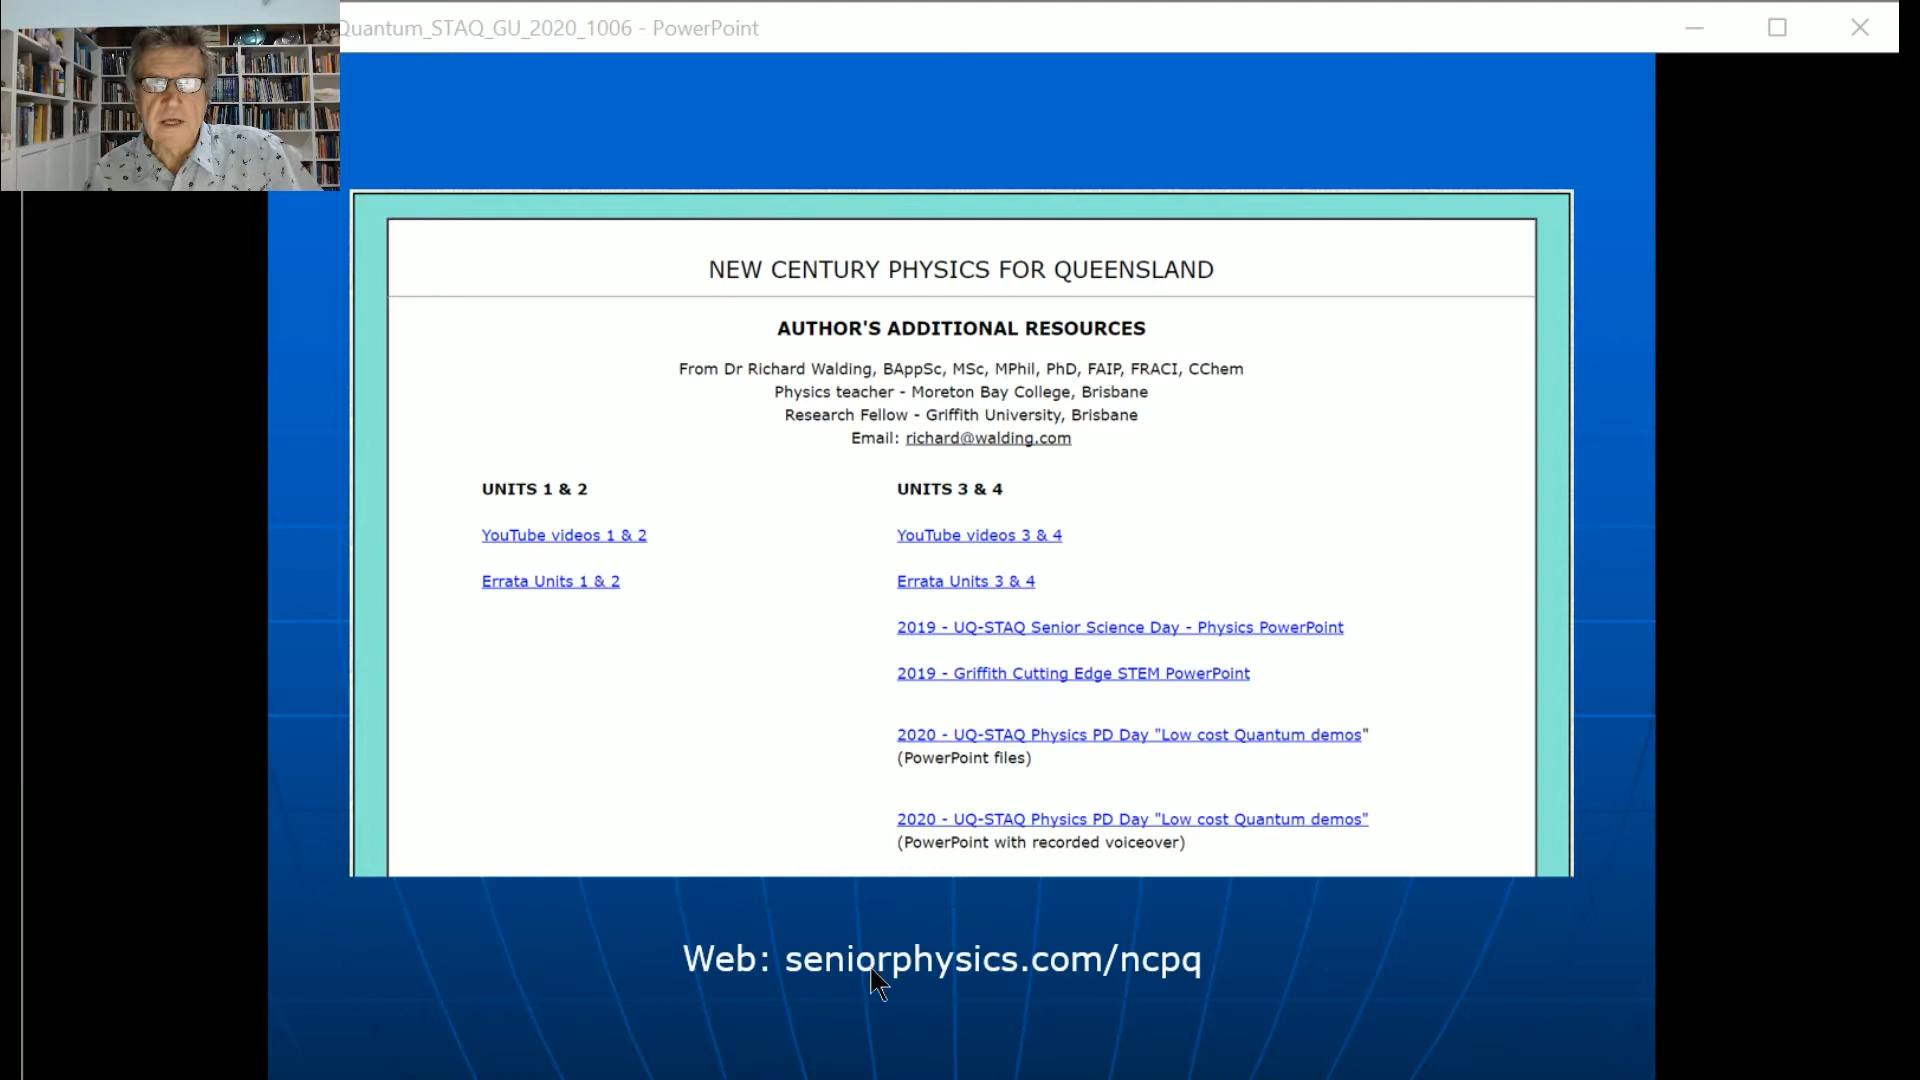 Quantum_STAQ_GU_2020_1006 - PowerPoint
NEW CENTURY PHYSICS FOR QUEENSLAND
AUTHOR'S ADDITIONAL RESOURCES
From Dr Richard Walding, BAppSc, MSc, MPhil, PhD, FAIP, FRACI, CChem
Physics teacher - Moreton Bay College, Brisbane
Research Fellow - Griffith University, Brisbane
Email: richard@walding.com
UNITS 1 & 2
YouTube videos 1 & 2
Errata Units 1 & 2
UNITS 3 & 4
YouTube videos 3 & 4
Errata Units 3 & 4
2019 - UQ-STAQ Senior Science Day - Physics PowerPoint
2019 - Griffith Cutting Edge STEM PowerPoint
2020 - UQ-STAQ Physics PD Day "Low cost Quantum demos"
(PowerPoint files)
2020 - UQ-STAQ Physics PD Day "Low cost Quantum demos"
(PowerPoint with recorded voiceover)
Web: seniorphysics.com/ncpq